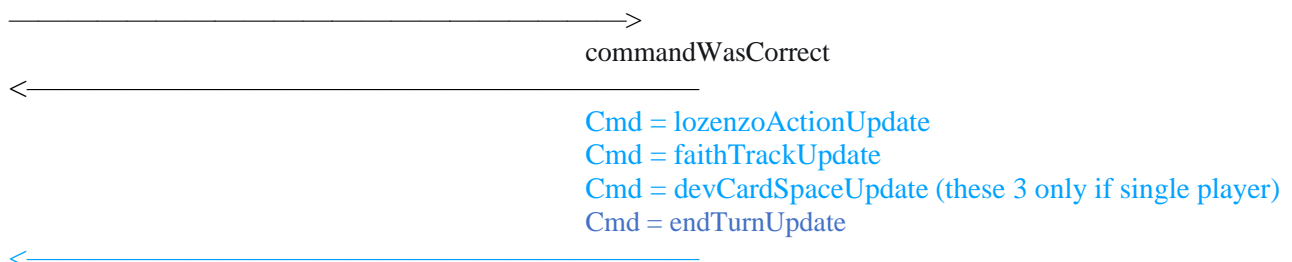 commandWasCorrect
Cmd = lozenzoActionUpdate
Cmd = faithTrackUpdate
Cmd = devCardSpaceUpdate (these 3 only if single player)
Cmd = endTurnUpdate